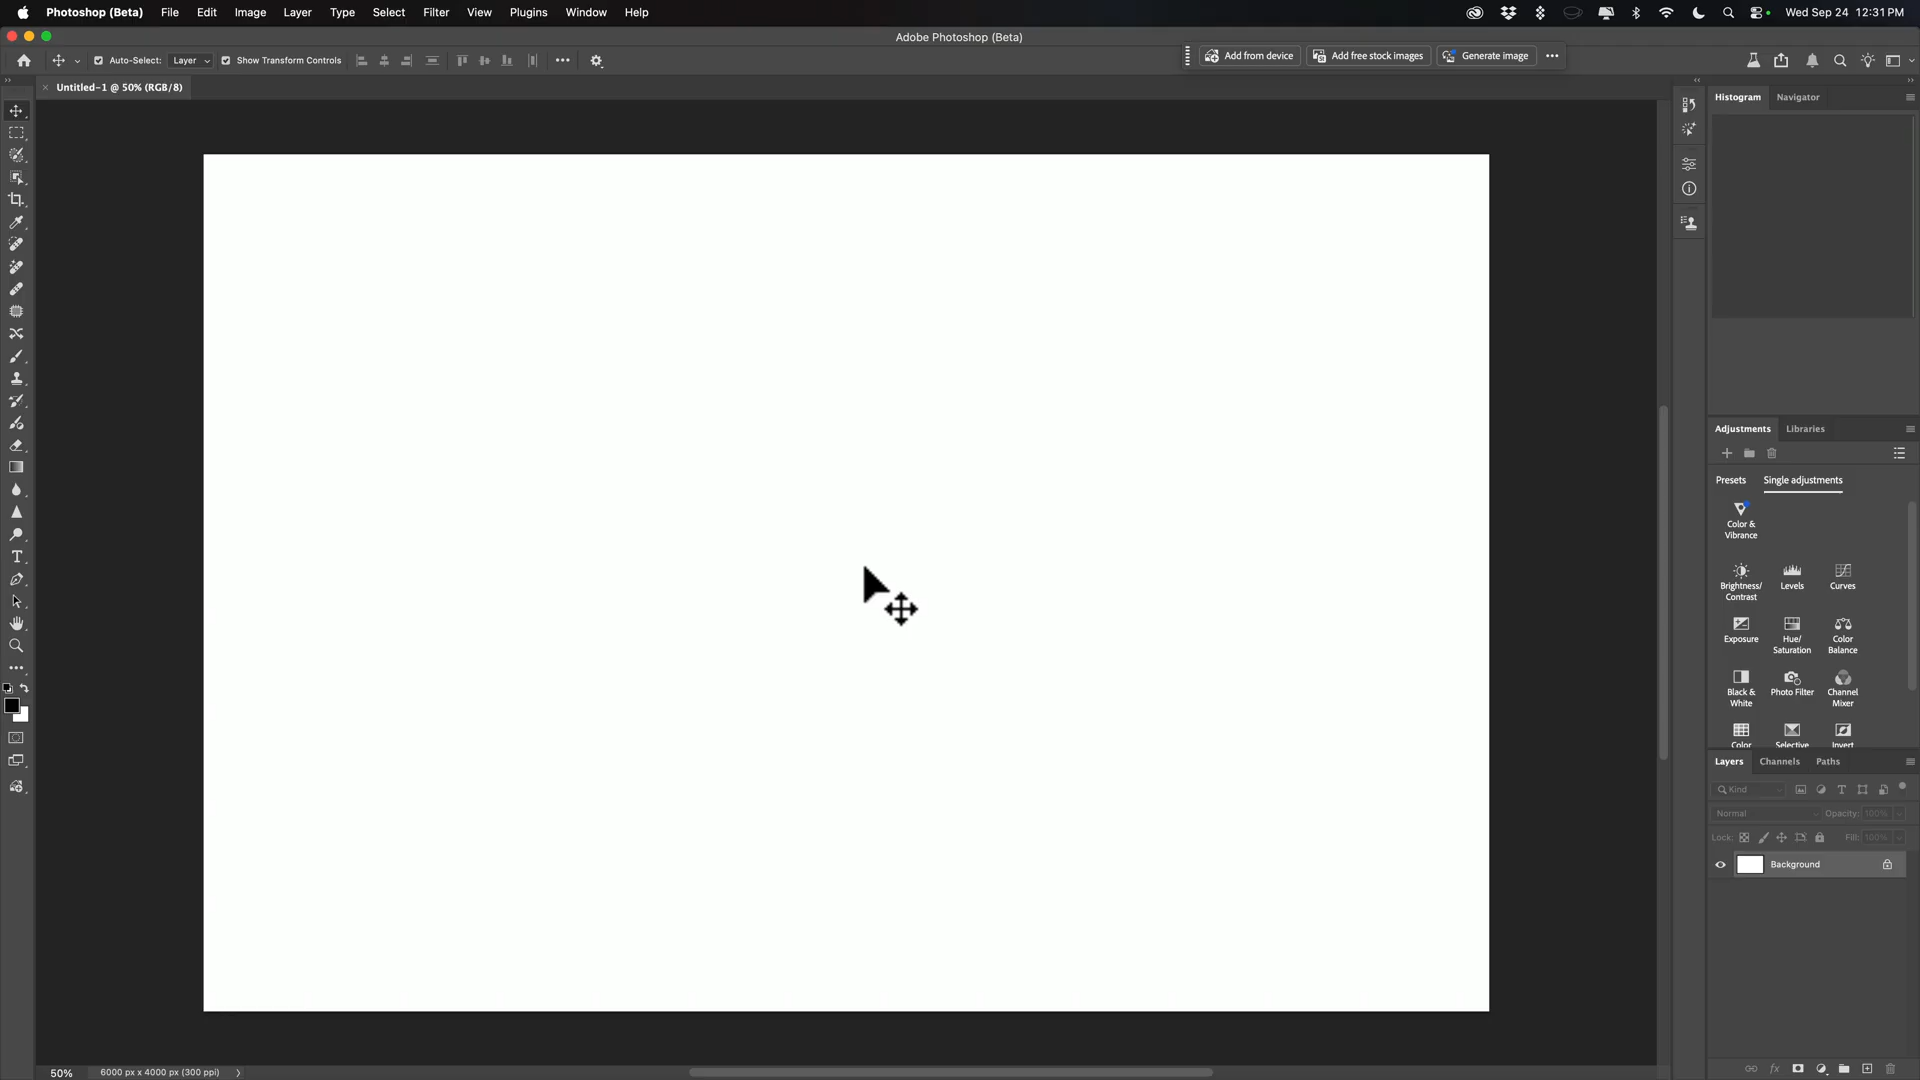 Photoshop (Beta) File Edit Image Layer Type Select Filter View Plugins Window Help Wed Sep 24 12:31 PM
Adobe Photoshop (Beta)
Auto-Select: Layer Show Transform Controls Add from device Add free stock images Generate image
Untitled-1 @ 50% (RGB/8)
Histogram Navigator
Adjustments Libraries
Presets Single adjustments
Color &
Vibrance
Brightness/
Contrast
Levels
Curves
Exposure
Hue/
Saturation
Color
Balance
Black &
White
Photo Filter
Channel
Mixer
Color
Selective
Invert
Layers Channels Paths
Kind
Normal Opacity: 100%
Lock: Fill: 100%
Background
50% 6000 px x 4000 px (300 ppi)